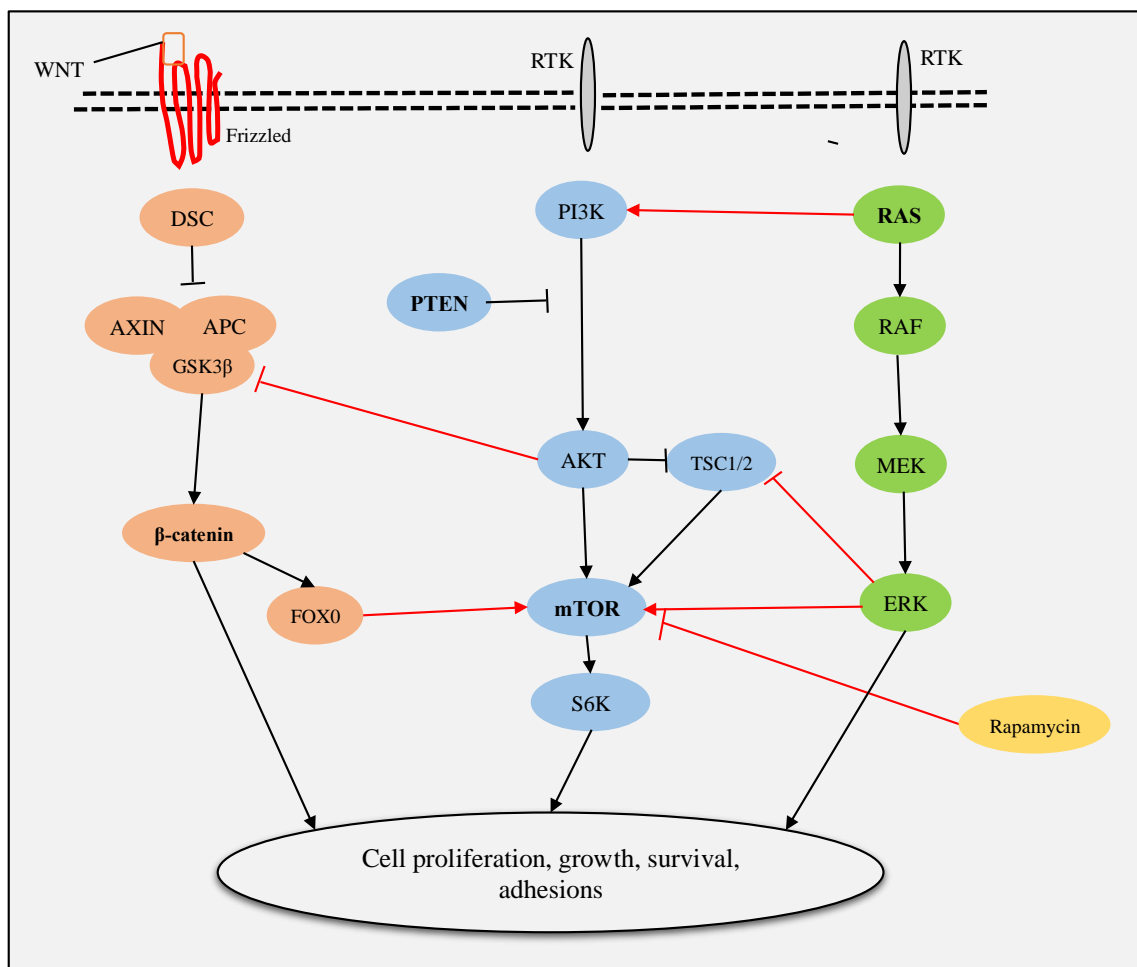 WNT
RTK
RTK
Frizzled
DSC
PI3K
RAS
PTEN
AXIN
APC
RAF
GSK3β
AKT
TSC1/2
MEK
β-catenin
FOX0
mTOR
ERK
S6K
Rapamycin
Cell proliferation, growth, survival,
adhesions